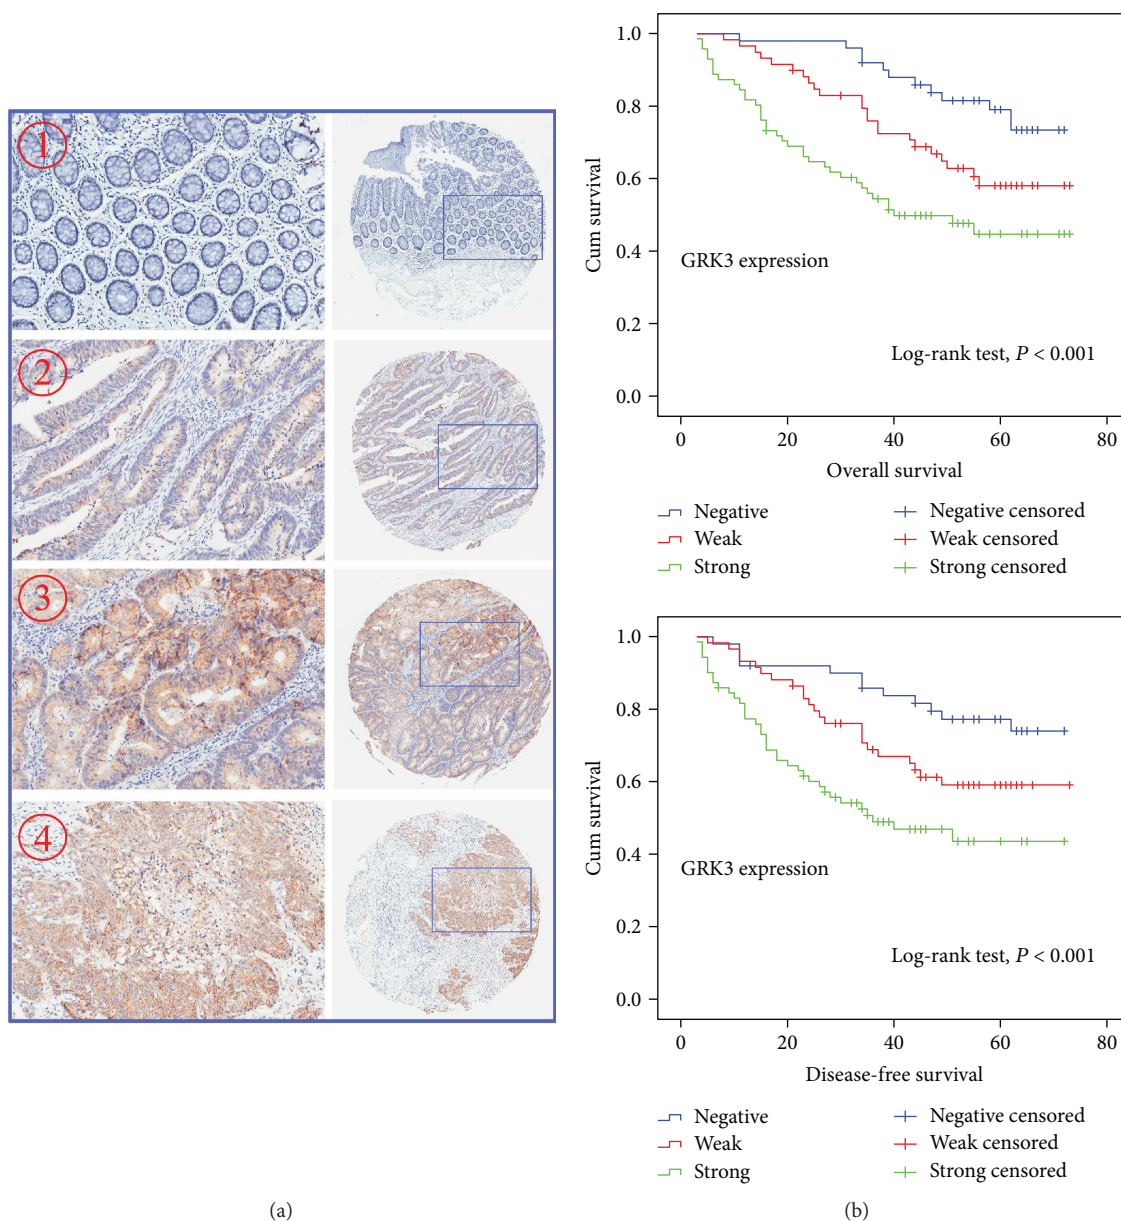 1
2
3
4
(a)
1.0
0.8
0.6
0.4
0.2
0.0
Cum survival
GRK3 expression
Log-rank test, P < 0.001
0 20 40 60 80
Overall survival
Negative Negative censored
Weak Weak censored
Strong Strong censored
1.0
0.8
0.6
0.4
0.2
0.0
Cum survival
GRK3 expression
Log-rank test, P < 0.001
0 20 40 60 80
Disease-free survival
Negative Negative censored
Weak Weak censored
Strong Strong censored
(b)